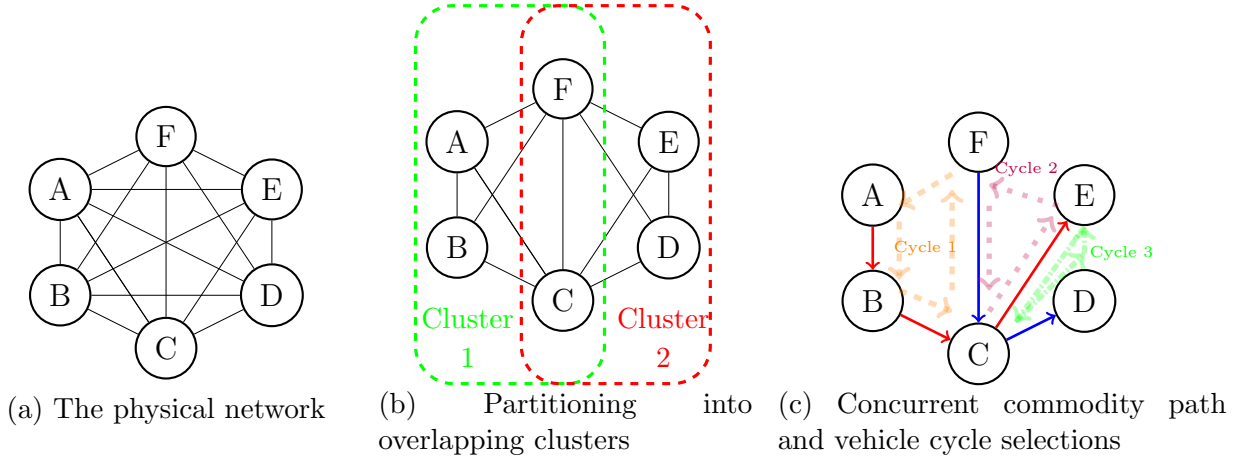 F
A
E
B
D
C
(a) The physical network
F
A
E
B
D
C
Cluster
1
Cluster
2
(b) Partitioning into
overlapping clusters
F
Cycle 2
A
E
Cycle 1
Cycle 3
B
D
C
(c) Concurrent commodity path
and vehicle cycle selections